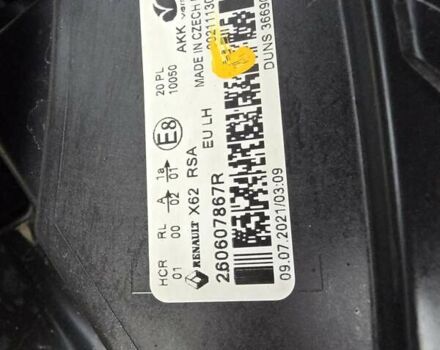 AKK
MADE IN CZECH
DUNS 36699
20 PL
10050
E8
HCR RL A 1a
01 00 02 01
RENAULT X62 RSA EU LH
260607867R
09.07.2021/03:09